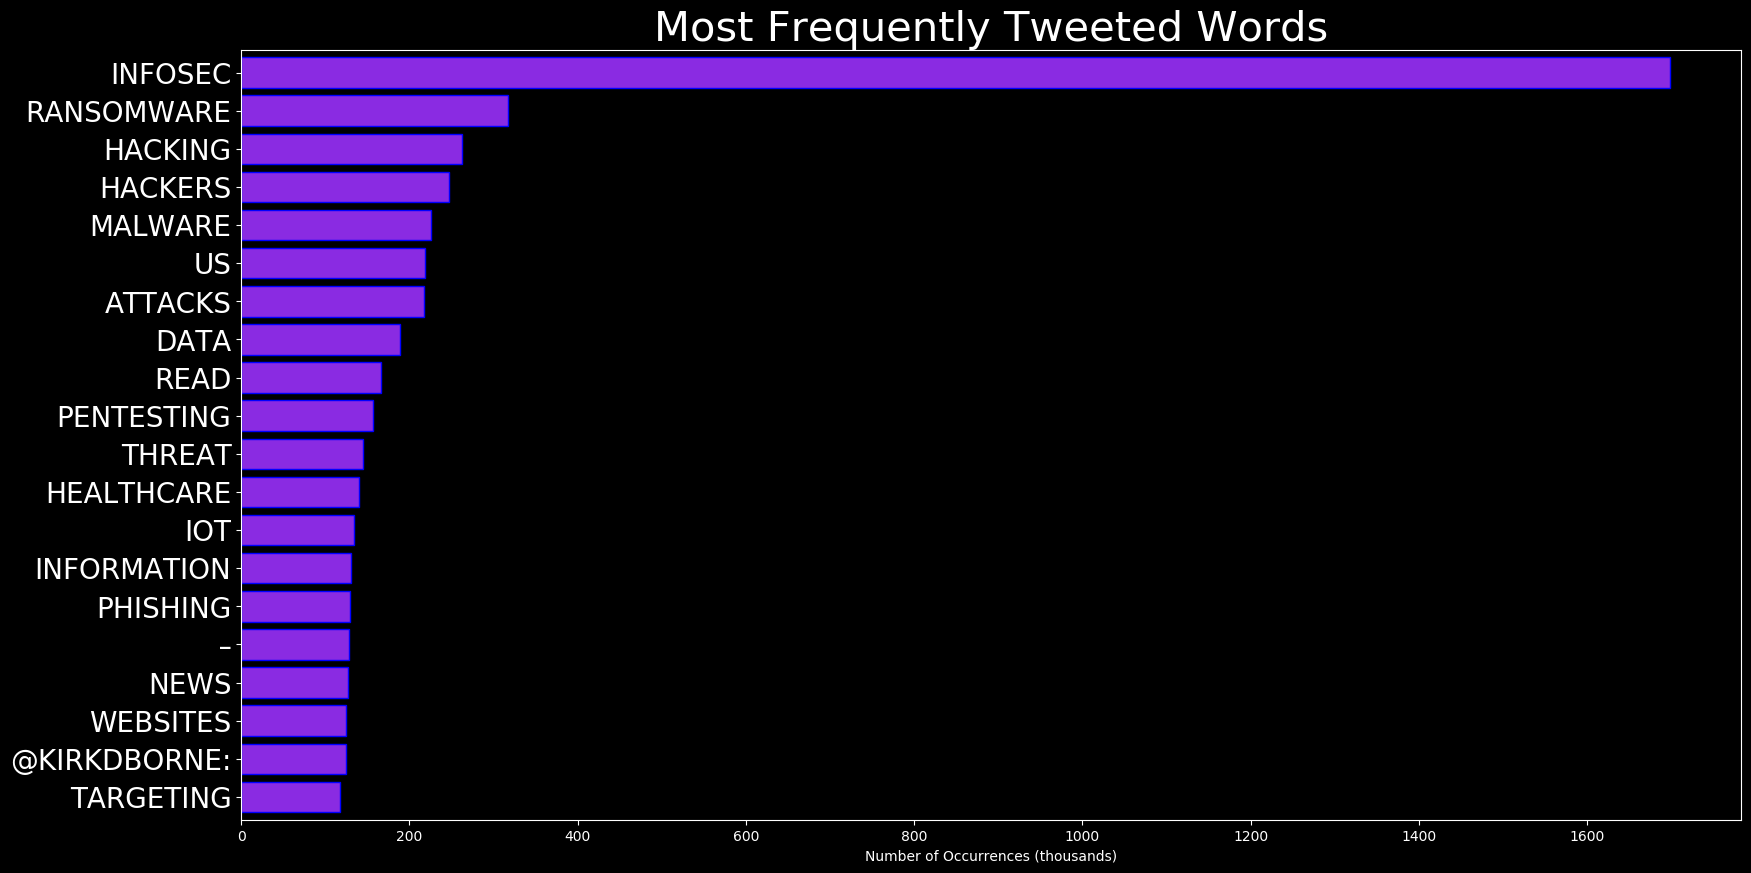 Most Frequently Tweeted Words
INFOSEC
RANSOMWARE
HACKING
HACKERS
MALWARE
US
ATTACKS
DATA
READ
PENTESTING
THREAT
HEALTHCARE
IOT
INFORMATION
PHISHING
–
NEWS
WEBSITES
@KIRKDBORNE:
TARGETING
0 200 400 600 800 1000 1200 1400 1600
Number of Occurrences (thousands)